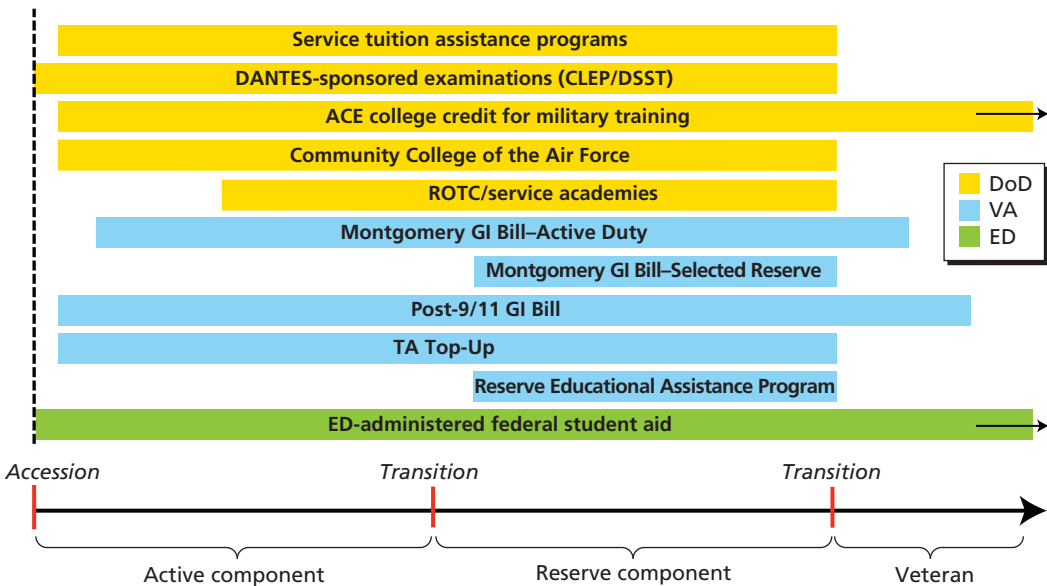 Service tuition assistance programs
DANTES-sponsored examinations (CLEP/DSST)
ACE college credit for military training
Community College of the Air Force
ROTC/service academies
Montgomery GI Bill–Active Duty
Montgomery GI Bill–Selected Reserve
Post-9/11 GI Bill
TA Top-Up
Reserve Educational Assistance Program
ED-administered federal student aid
DoD
VA
ED
Accession Transition Transition
Active component Reserve component Veteran